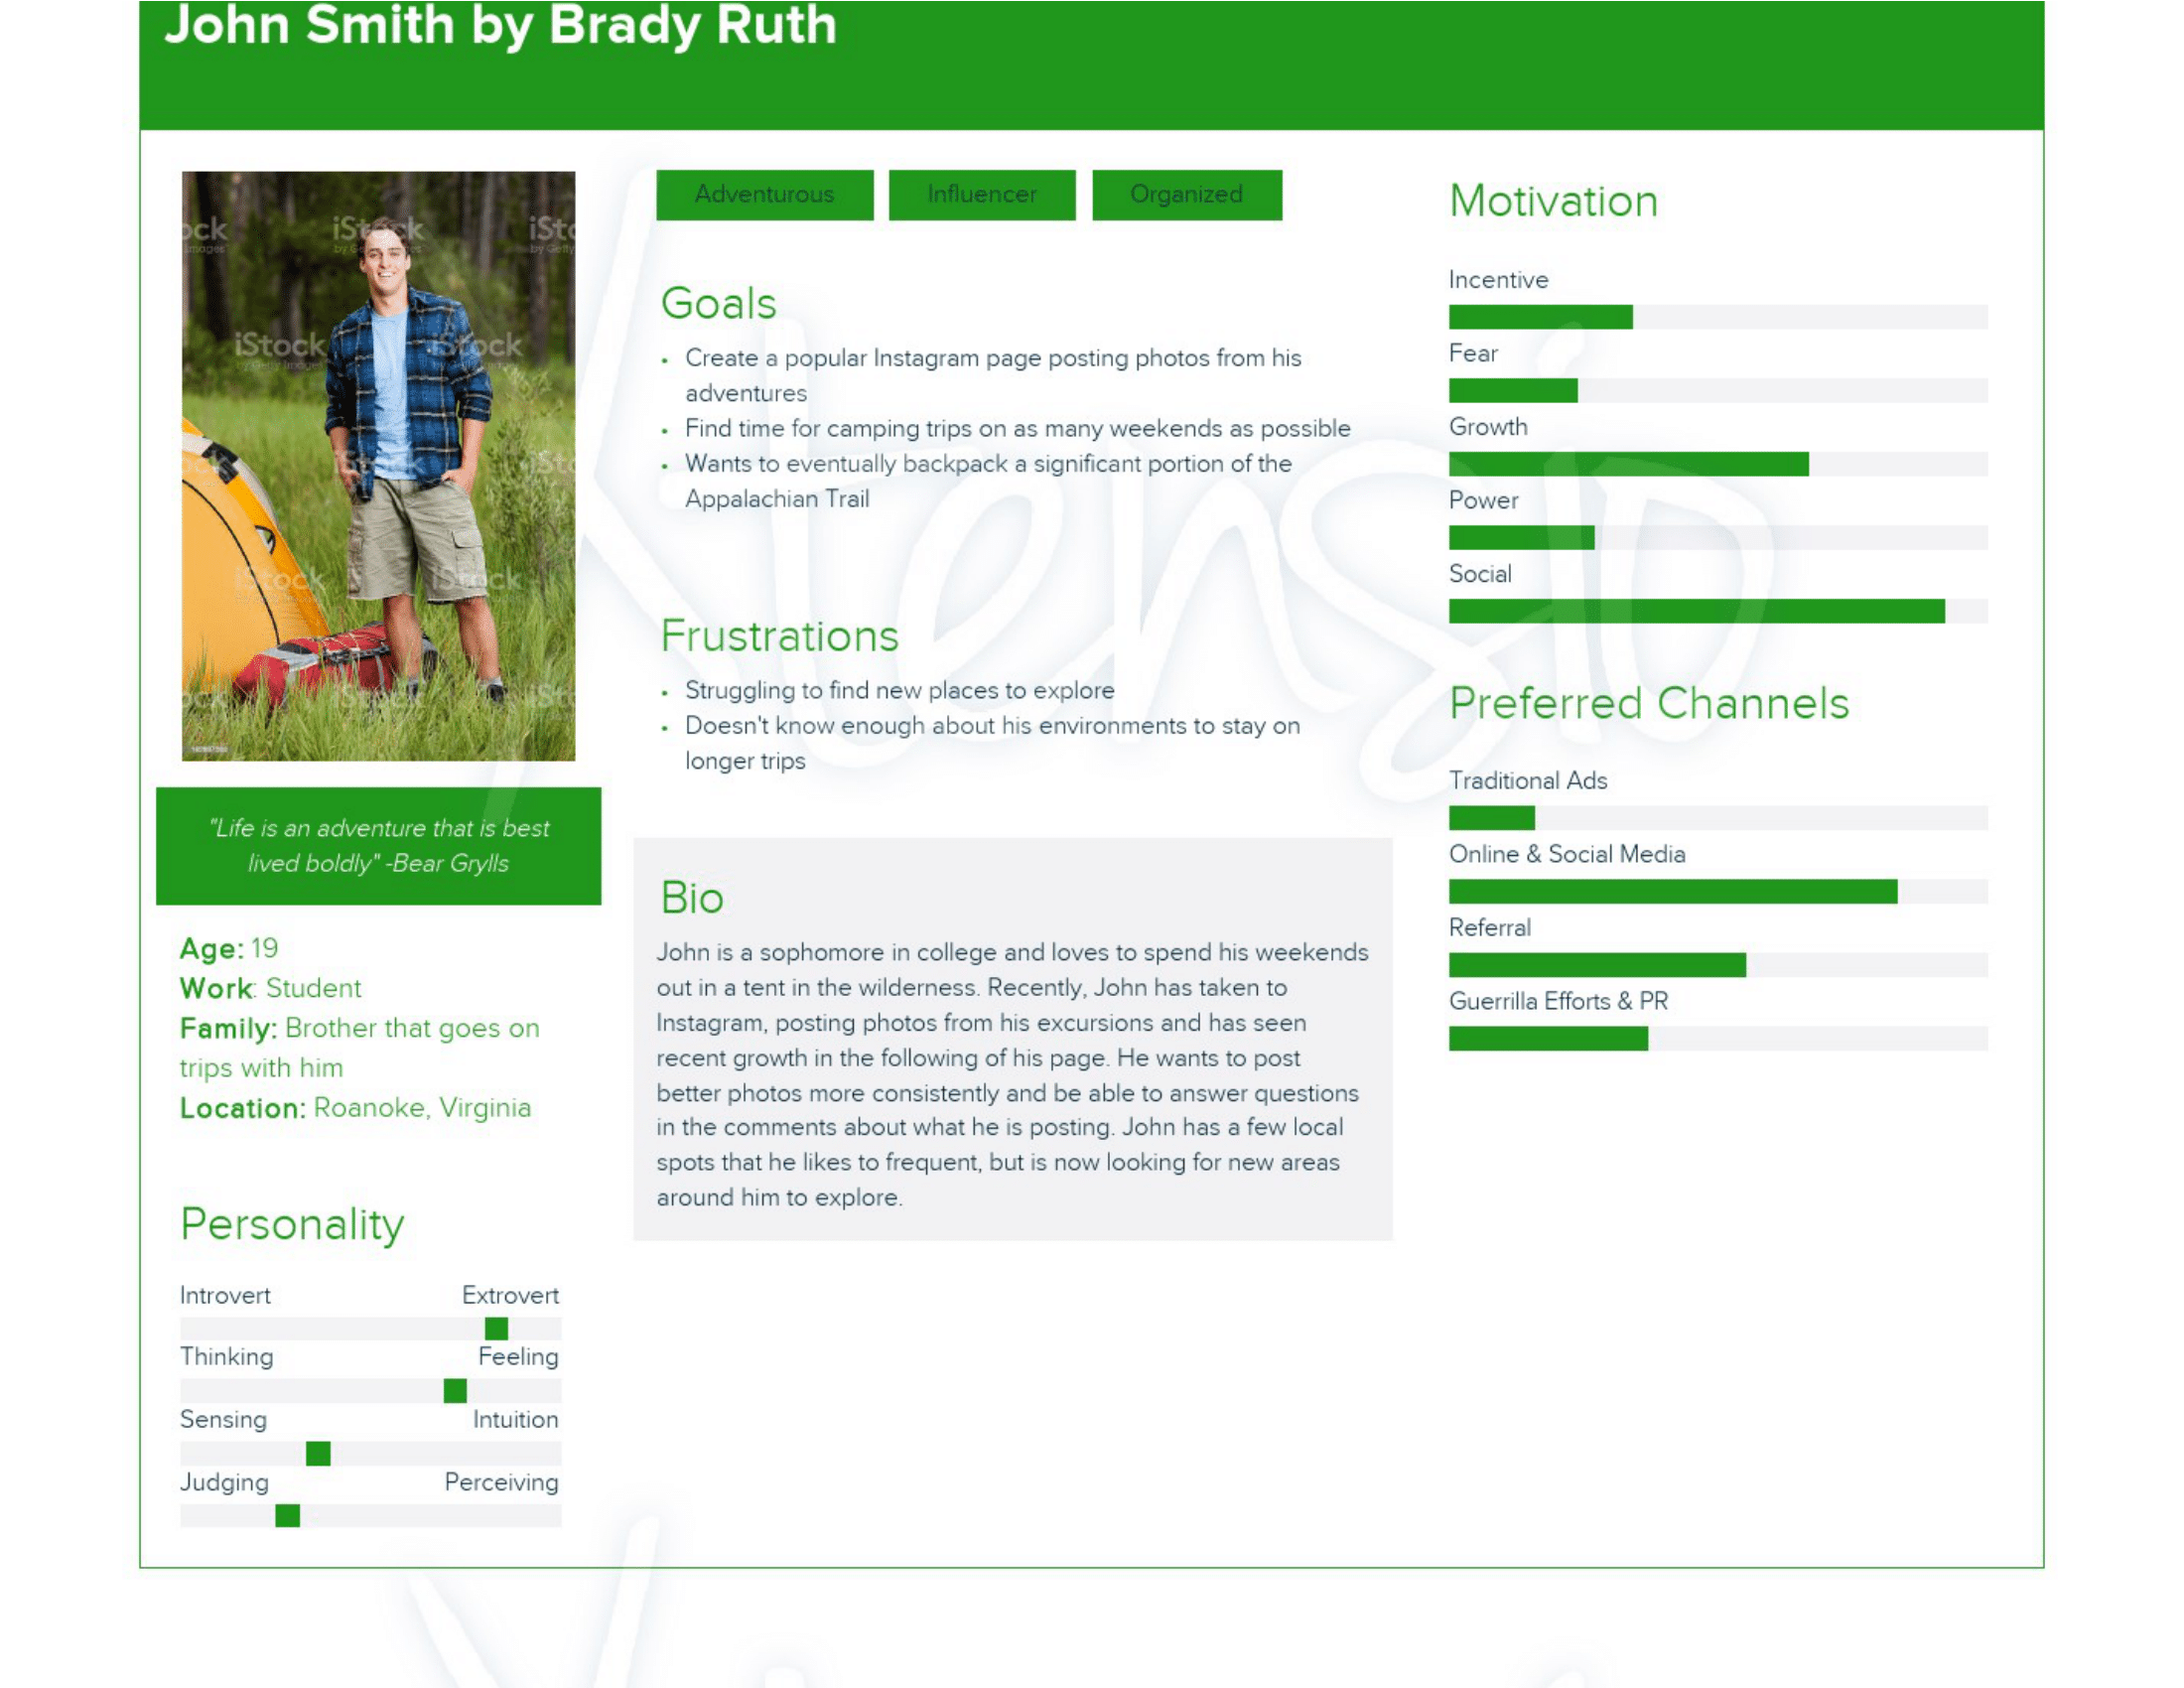 John Smith by Brady Ruth
iStock
by Getty Images
"Life is an adventure that is best
lived boldly" -Bear Grylls
Age: 19
Work: Student
Family: Brother that goes on
trips with him
Location: Roanoke, Virginia
Personality
Introvert Extrovert
Thinking Feeling
Sensing Intuition
Judging Perceiving
Adventurous Influencer Organized
Goals
• Create a popular Instagram page posting photos from his
adventures
• Find time for camping trips on as many weekends as possible
• Wants to eventually backpack a significant portion of the
Appalachian Trail
Frustrations
• Struggling to find new places to explore
• Doesn't know enough about his environments to stay on
longer trips
Bio
John is a sophomore in college and loves to spend his weekends
out in a tent in the wilderness. Recently, John has taken to
Instagram, posting photos from his excursions and has seen
recent growth in the following of his page. He wants to post
better photos more consistently and be able to answer questions
in the comments about what he is posting. John has a few local
spots that he likes to frequent, but is now looking for new areas
around him to explore.
Motivation
Incentive
Fear
Growth
Power
Social
Preferred Channels
Traditional Ads
Online & Social Media
Referral
Guerrilla Efforts & PR